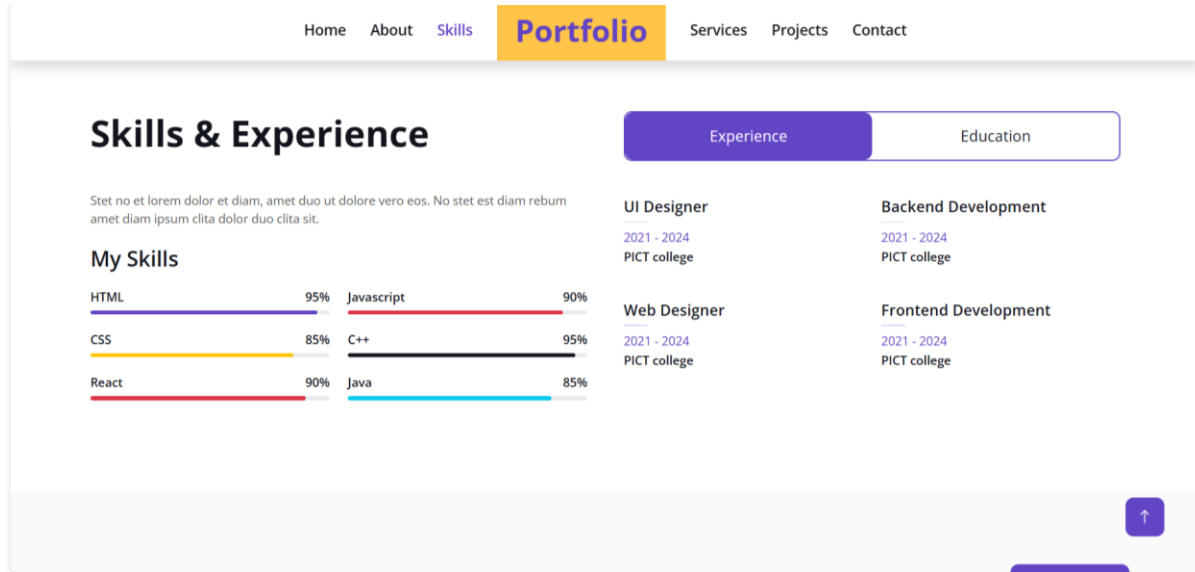 Home About Skills Portfolio Services Projects Contact
Skills & Experience
Stet no et lorem dolor et diam, amet duo ut dolore vero eos. No stet est diam rebum
amet diam ipsum clita dolor duo clita sit.
My Skills
HTML 95% Javascript 90%
CSS 85% C++ 95%
React 90% Java 85%
Experience Education
UI Designer
2021 - 2024
PICT college
Backend Development
2021 - 2024
PICT college
Web Designer
2021 - 2024
PICT college
Frontend Development
2021 - 2024
PICT college